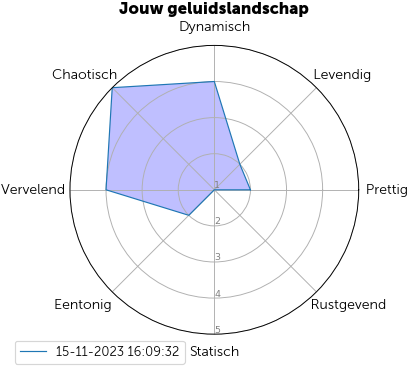 Jouw geluidslandschap
Dynamisch
Chaotisch
Levendig
Vervelend
Prettig
1
2
3
4
5
Eentonig
Rustgevend
15-11-2023 16:09:32
Statisch